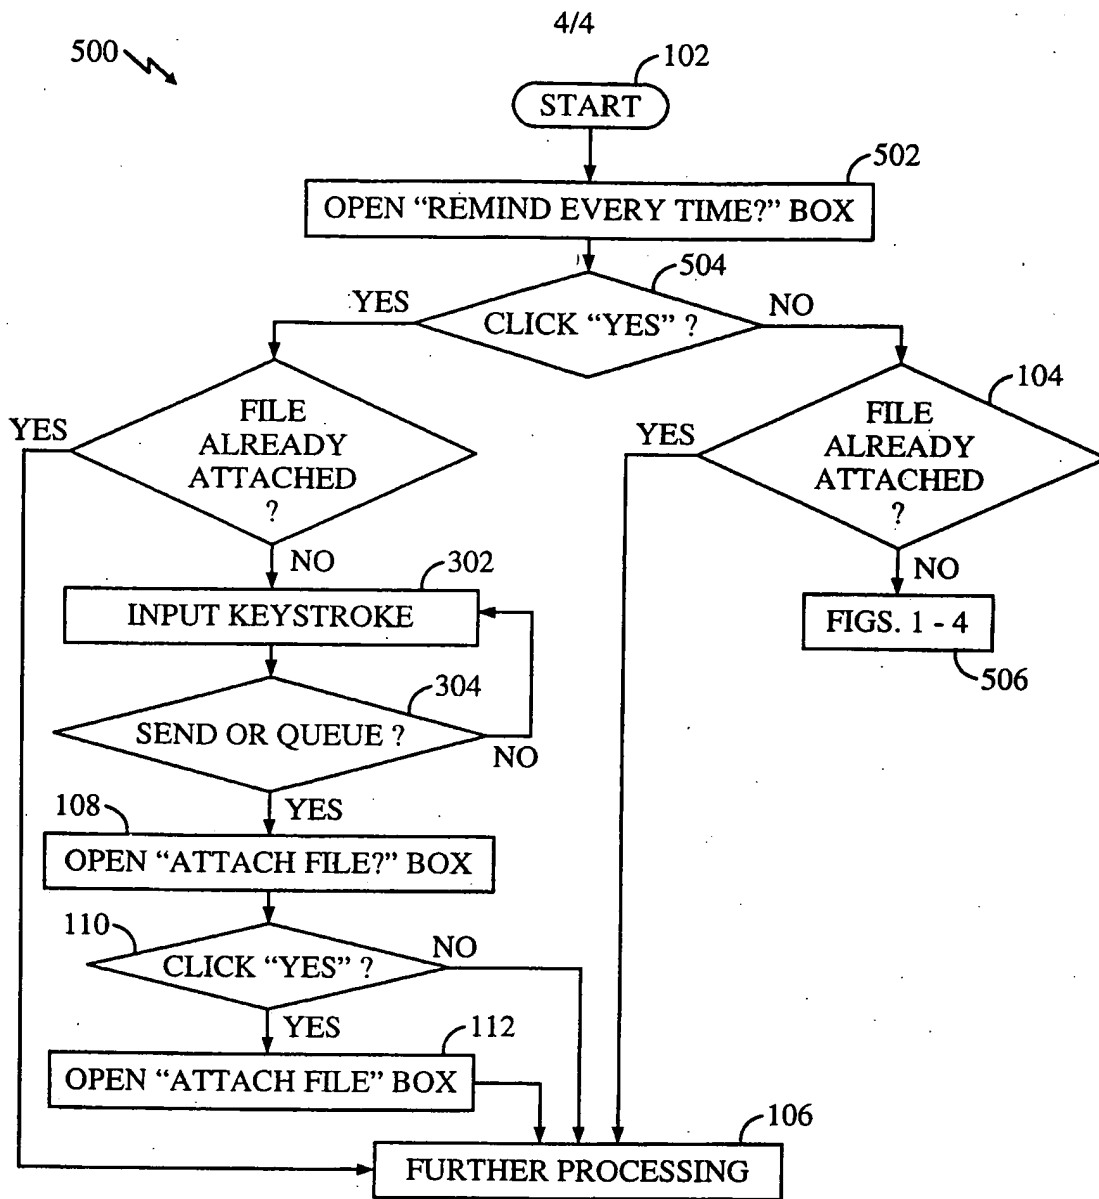 4/4
500
102
START
502
OPEN “REMIND EVERY TIME?” BOX
504
YES
CLICK “YES” ?
NO
104
YES
FILE
ALREADY
ATTACHED
?
YES
FILE
ALREADY
ATTACHED
?
NO
302
INPUT KEYSTROKE
NO
FIGS. 1 - 4
506
304
SEND OR QUEUE ?
NO
YES
108
OPEN “ATTACH FILE?” BOX
110
CLICK “YES” ?
NO
YES
112
OPEN “ATTACH FILE” BOX
106
FURTHER PROCESSING